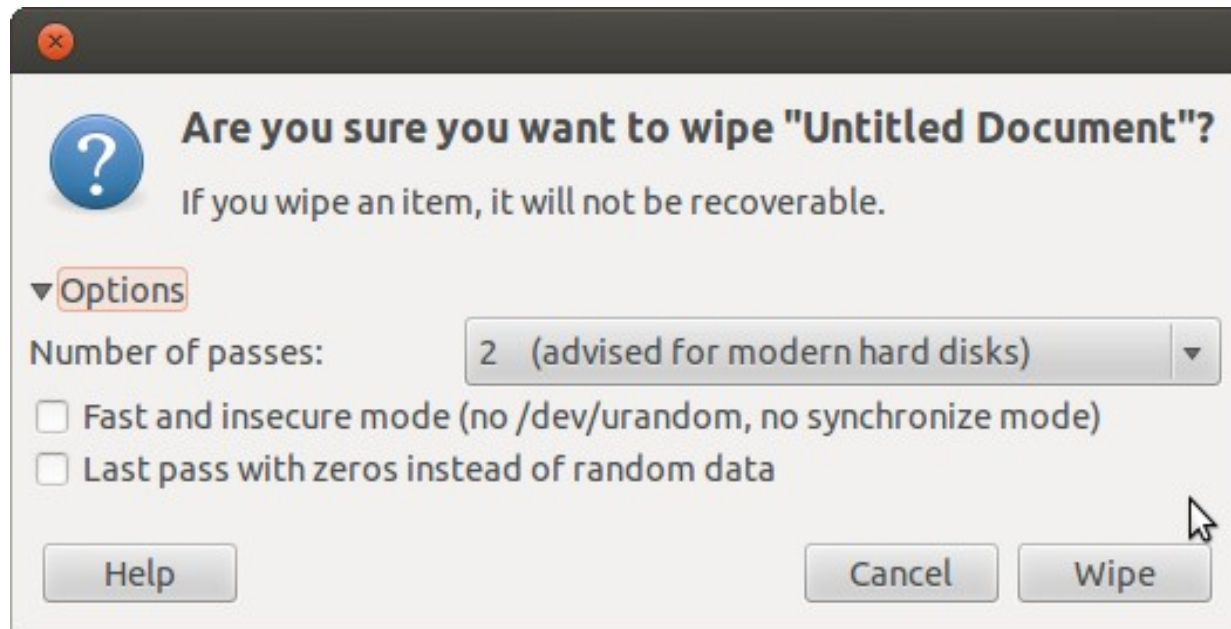 Are you sure you want to wipe "Untitled Document"?
If you wipe an item, it will not be recoverable.
Options
Number of passes: 2 (advised for modern hard disks)
Fast and insecure mode (no /dev/urandom, no synchronize mode)
Last pass with zeros instead of random data
Help Cancel Wipe